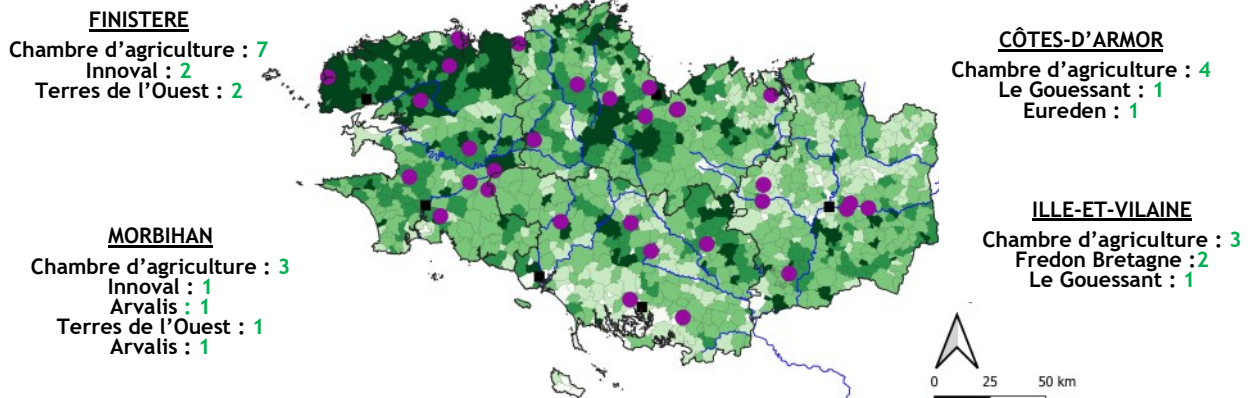 FINISTERE
Chambre d’agriculture : 7
Innoval : 2
Terres de l’Ouest : 2
CÔTES-D’ARMOR
Chambre d’agriculture : 4
Le Gouessant : 1
Eureden : 1
MORBIHAN
Chambre d’agriculture : 3
Innoval : 1
Arvalis : 1
Terres de l’Ouest : 1
Arvalis : 1
ILLE-ET-VILAINE
Chambre d’agriculture : 3
Fredon Bretagne :2
Le Gouessant : 1
0 25 50 km